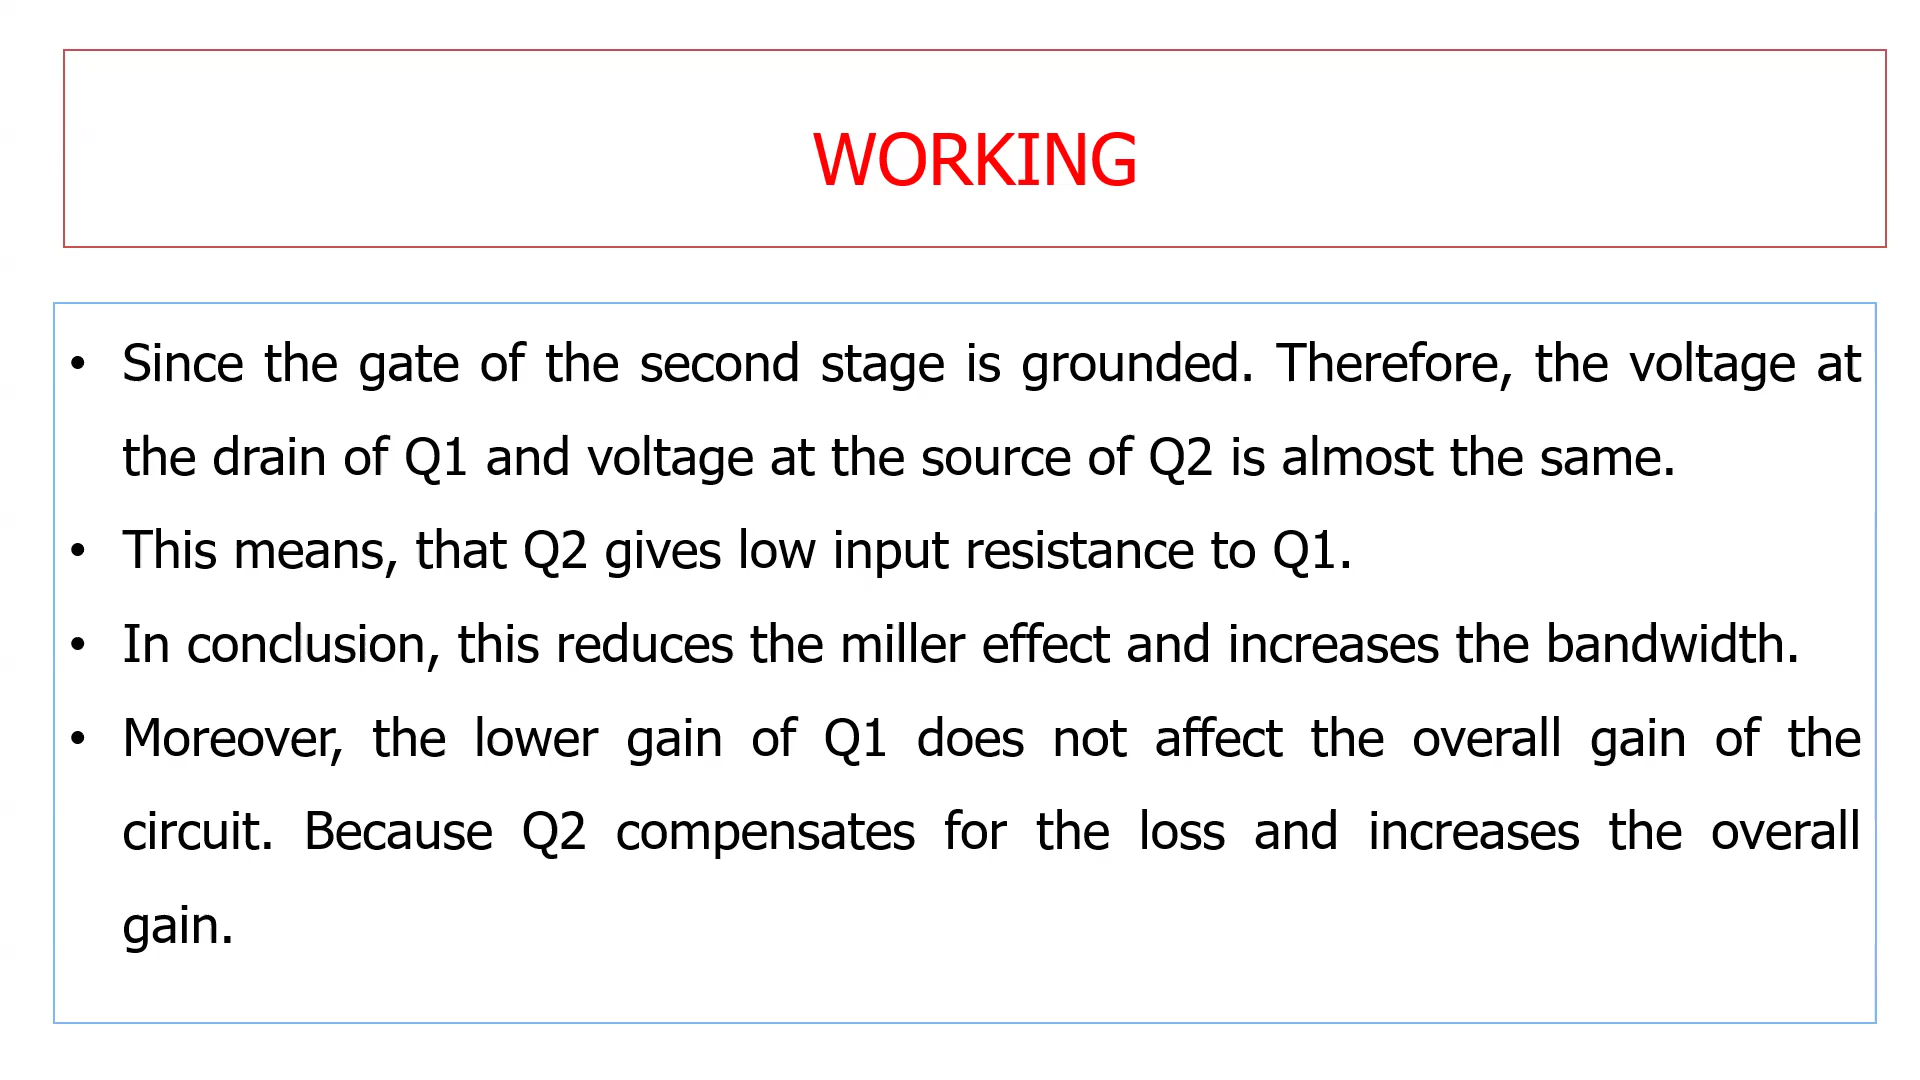 WORKING
• Since the gate of the second stage is grounded. Therefore, the voltage at
the drain of Q1 and voltage at the source of Q2 is almost the same.
• This means, that Q2 gives low input resistance to Q1.
• In conclusion, this reduces the miller effect and increases the bandwidth.
• Moreover, the lower gain of Q1 does not affect the overall gain of the
circuit. Because Q2 compensates for the loss and increases the overall
gain.